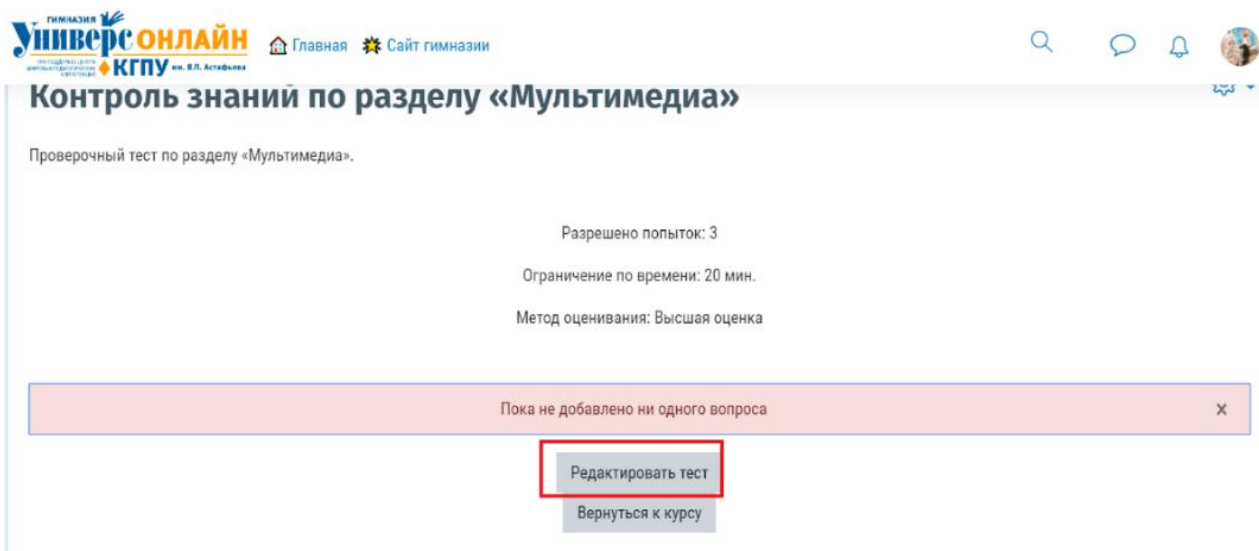 ГИМНАЗИЯ
Универс ОНЛАЙН
КГПУ им. В.П. Астафьева
Главная Сайт гимназии
Контроль знаний по разделу «Мультимедиа»
Проверочный тест по разделу «Мультимедиа».
Разрешено попыток: 3
Ограничение по времени: 20 мин.
Метод оценивания: Высшая оценка
Пока не добавлено ни одного вопроса ×
Редактировать тест
Вернуться к курсу